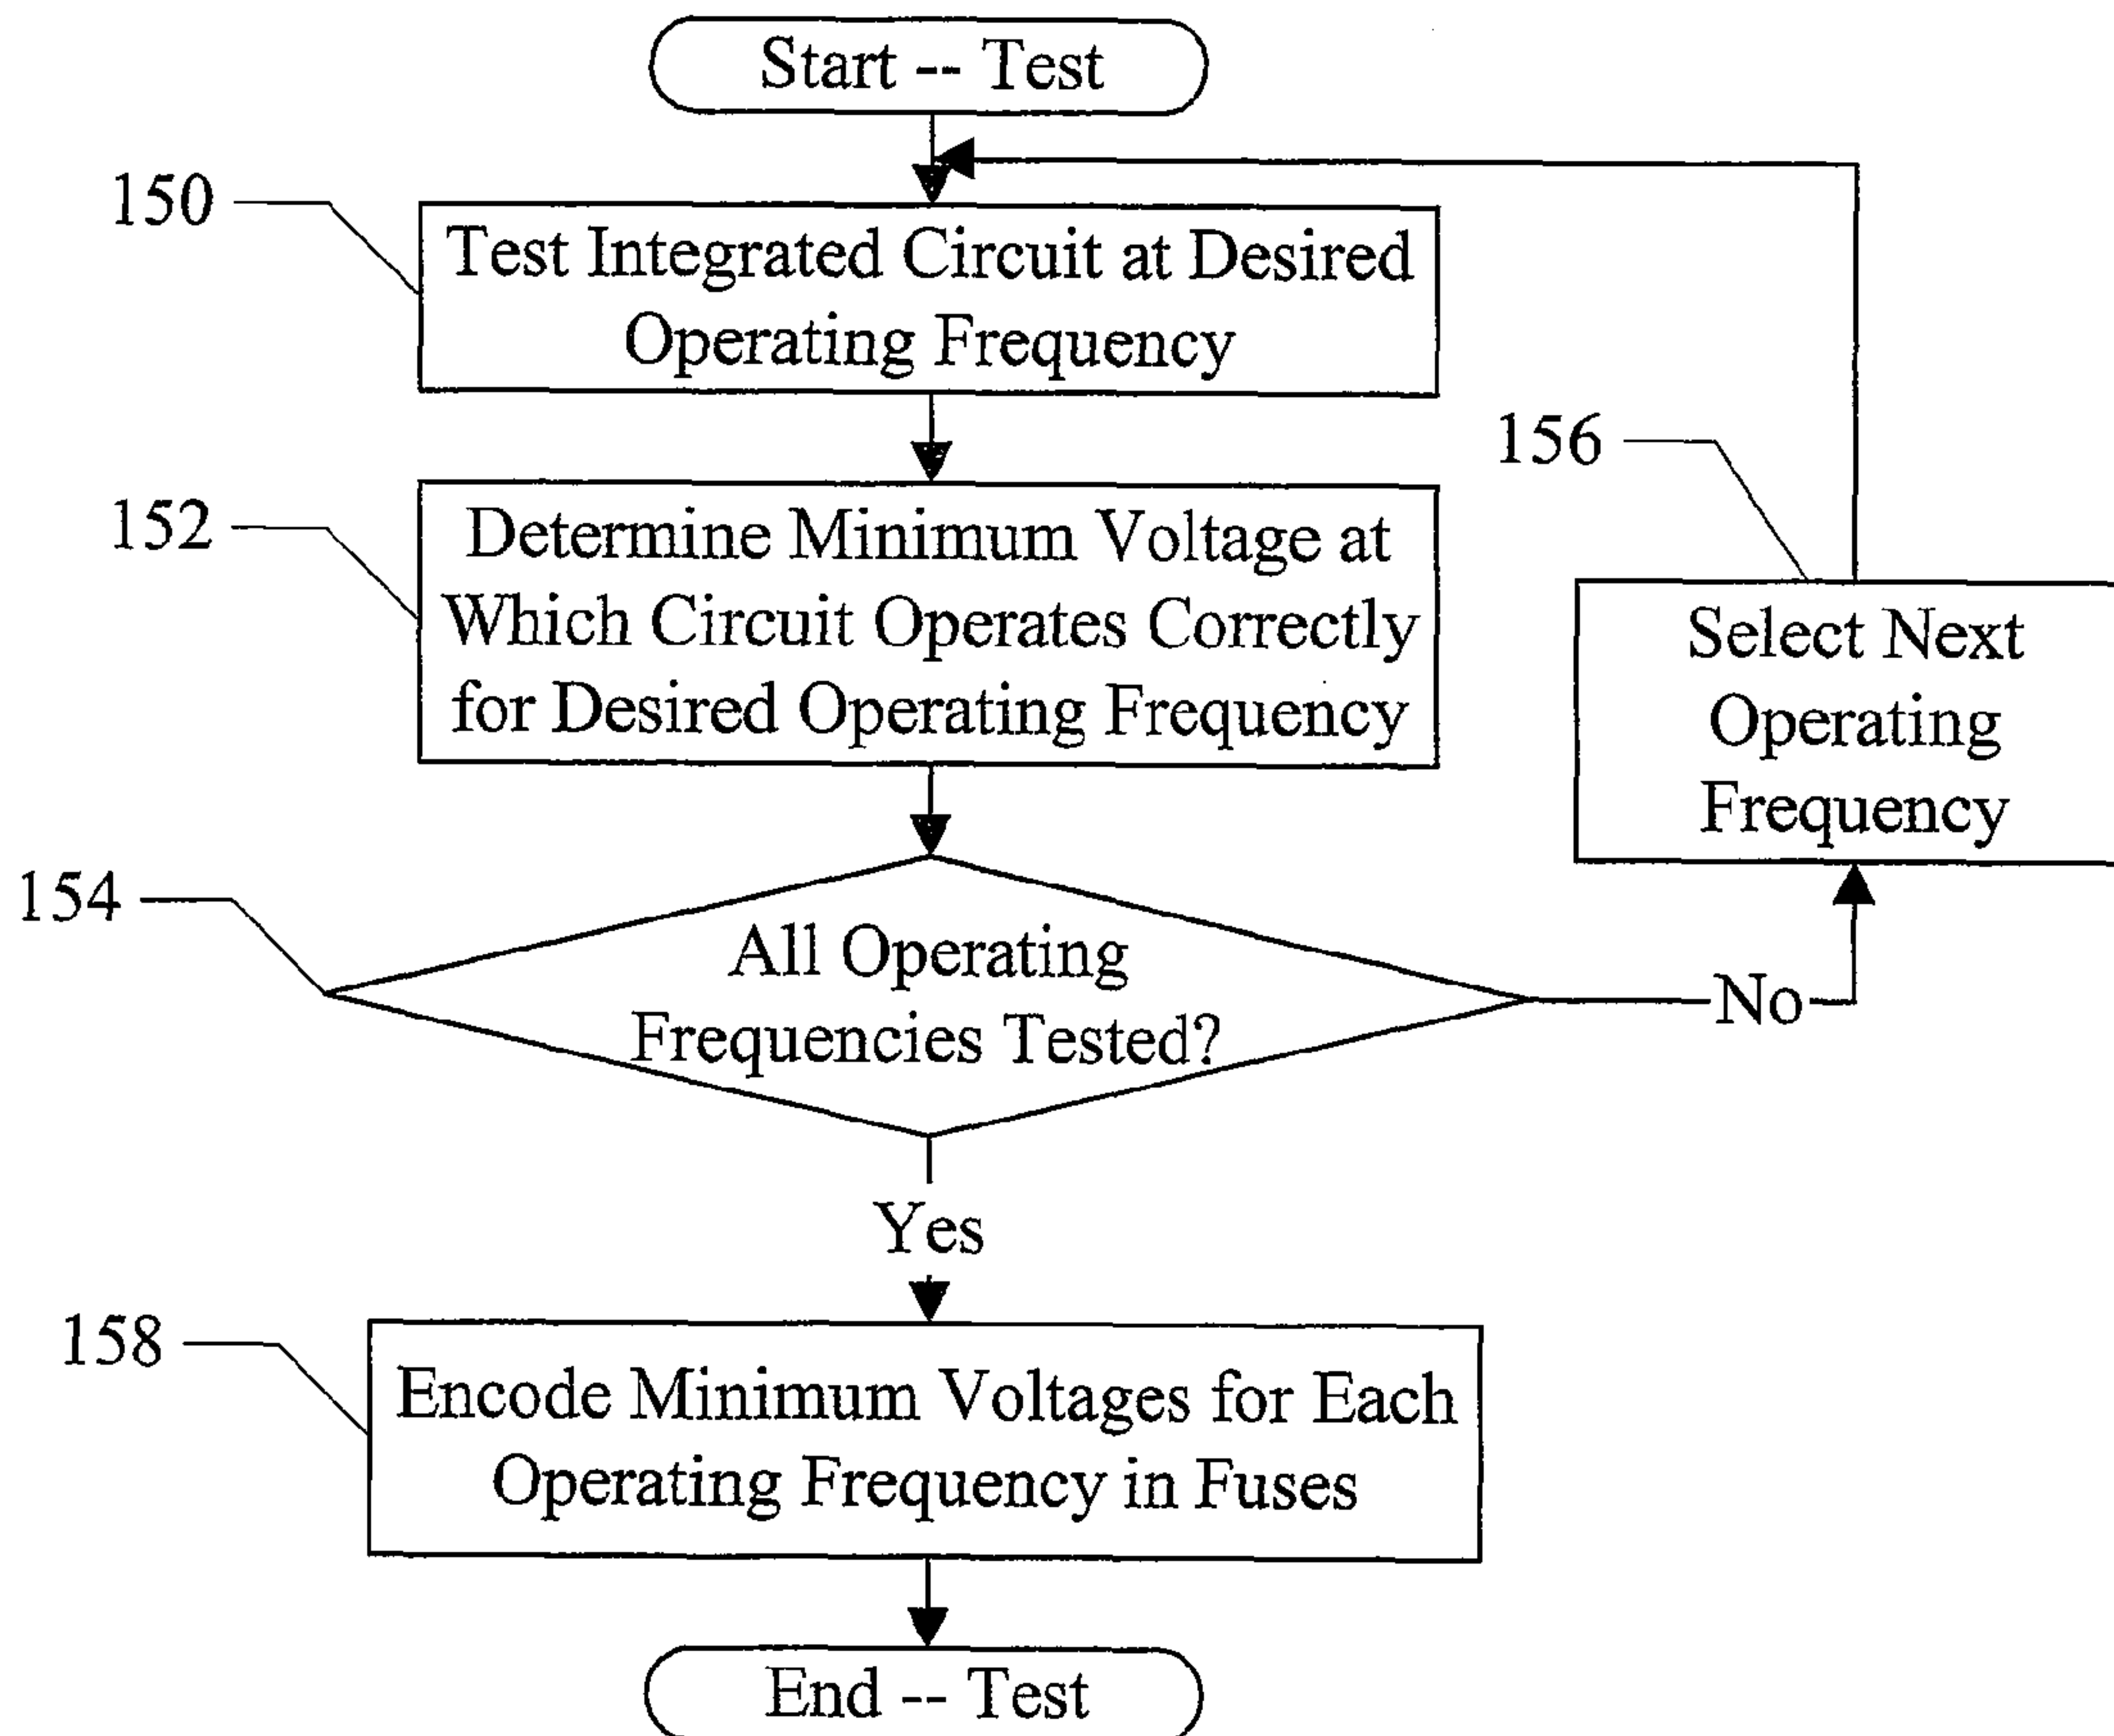 Start -- Test
150
Test Integrated Circuit at Desired
Operating Frequency
152
Determine Minimum Voltage at
Which Circuit Operates Correctly
for Desired Operating Frequency
156
Select Next
Operating
Frequency
154
All Operating
Frequencies Tested?
No
Yes
158
Encode Minimum Voltages for Each
Operating Frequency in Fuses
End -- Test